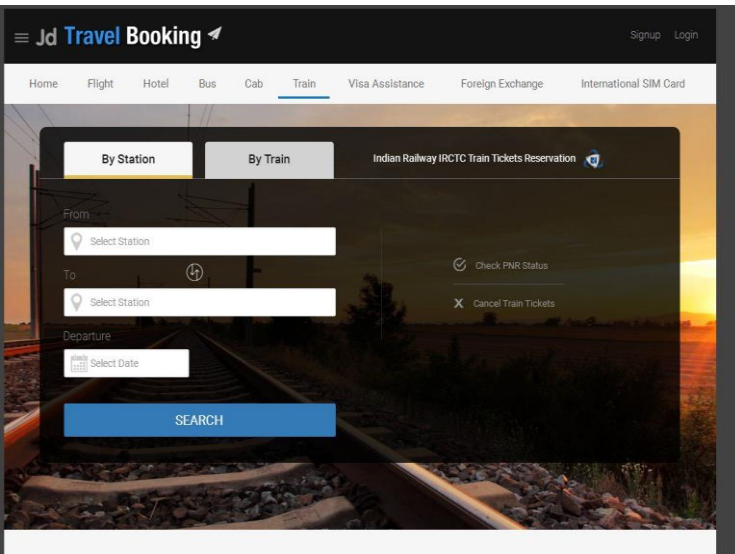 Jd Travel Booking
Signup Login
Home Flight Hotel Bus Cab Train Visa Assistance Foreign Exchange International SIM Card
By Station By Train Indian Railway IRCTC Train Tickets Reservation
From
Select Station
Check PNR Status
To
Select Station
X Cancel Train Tickets
Departure
Select Date
SEARCH